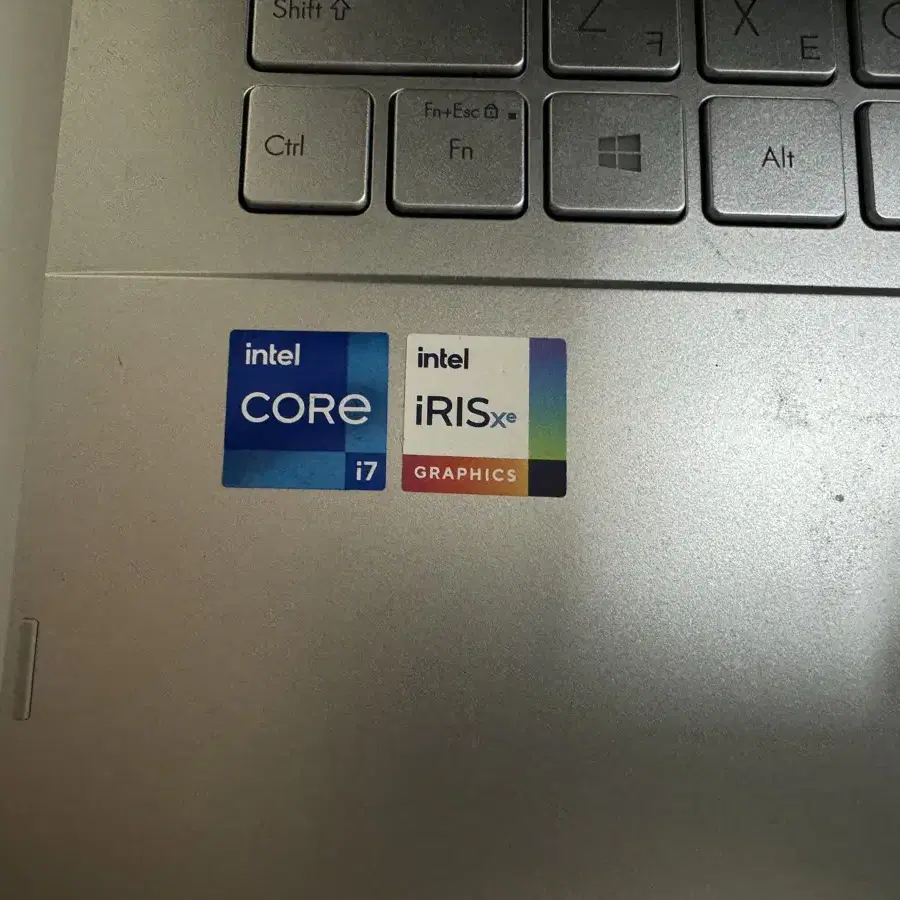 Shift ⇧
Z ㅋ
X ㅌ
Ctrl
Fn+Esc
Fn
Alt
intel
CORe
i7
intel
iRISxe
GRAPHICS